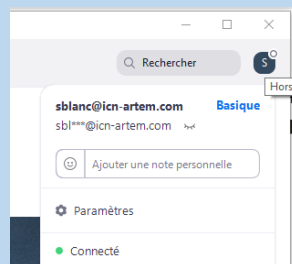 Rechercher
S
Hors
sblanc@icn-artem.com Basique
sbl***@icn-artem.com
Ajouter une note personnelle
Paramètres
Connecté